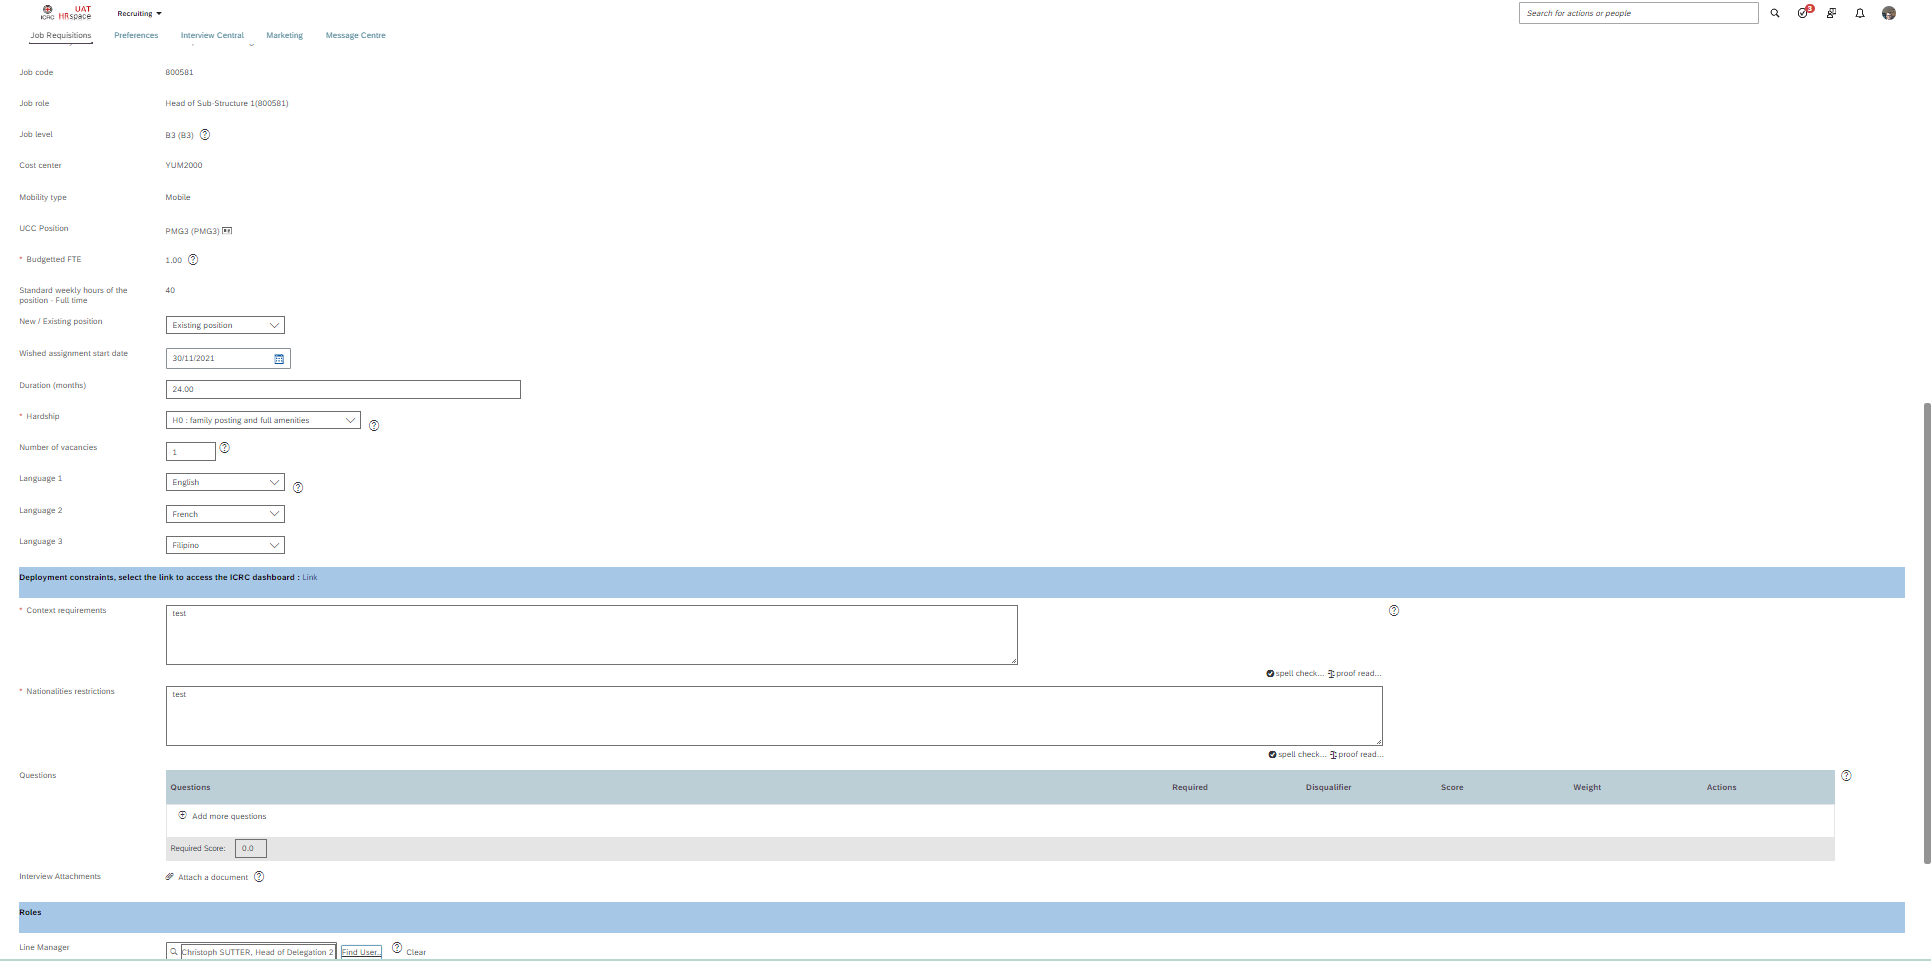 ICRC UAT HRspace Recruiting Search for actions or people 3
Job Requisitions Preferences Interview Central Marketing Message Centre
Job code 800581
Job role Head of Sub-Structure 1(800581)
Job level B3 (B3) ?
Cost center YUM2000
Mobility type Mobile
UCC Position PMG3 (PMG3)
* Budgetted FTE 1.00 ?
Standard weekly hours of the 40
position - Full time
New / Existing position Existing position
Wished assignment start date 30/11/2021
Duration (months) 24.00
* Hardship H0 : family posting and full amenities ?
Number of vacancies 1 ?
Language 1 English ?
Language 2 French
Language 3 Filipino
Deployment constraints, select the link to access the ICRC dashboard : Link
* Context requirements test ?
spell check... proof read...
* Nationalities restrictions test
spell check... proof read...
Questions Questions Required Disqualifier Score Weight Actions ?
Add more questions
Required Score: 0.0
Interview Attachments Attach a document ?
Roles
Line Manager Christoph SUTTER, Head of Delegation 2 Find User.. ? Clear